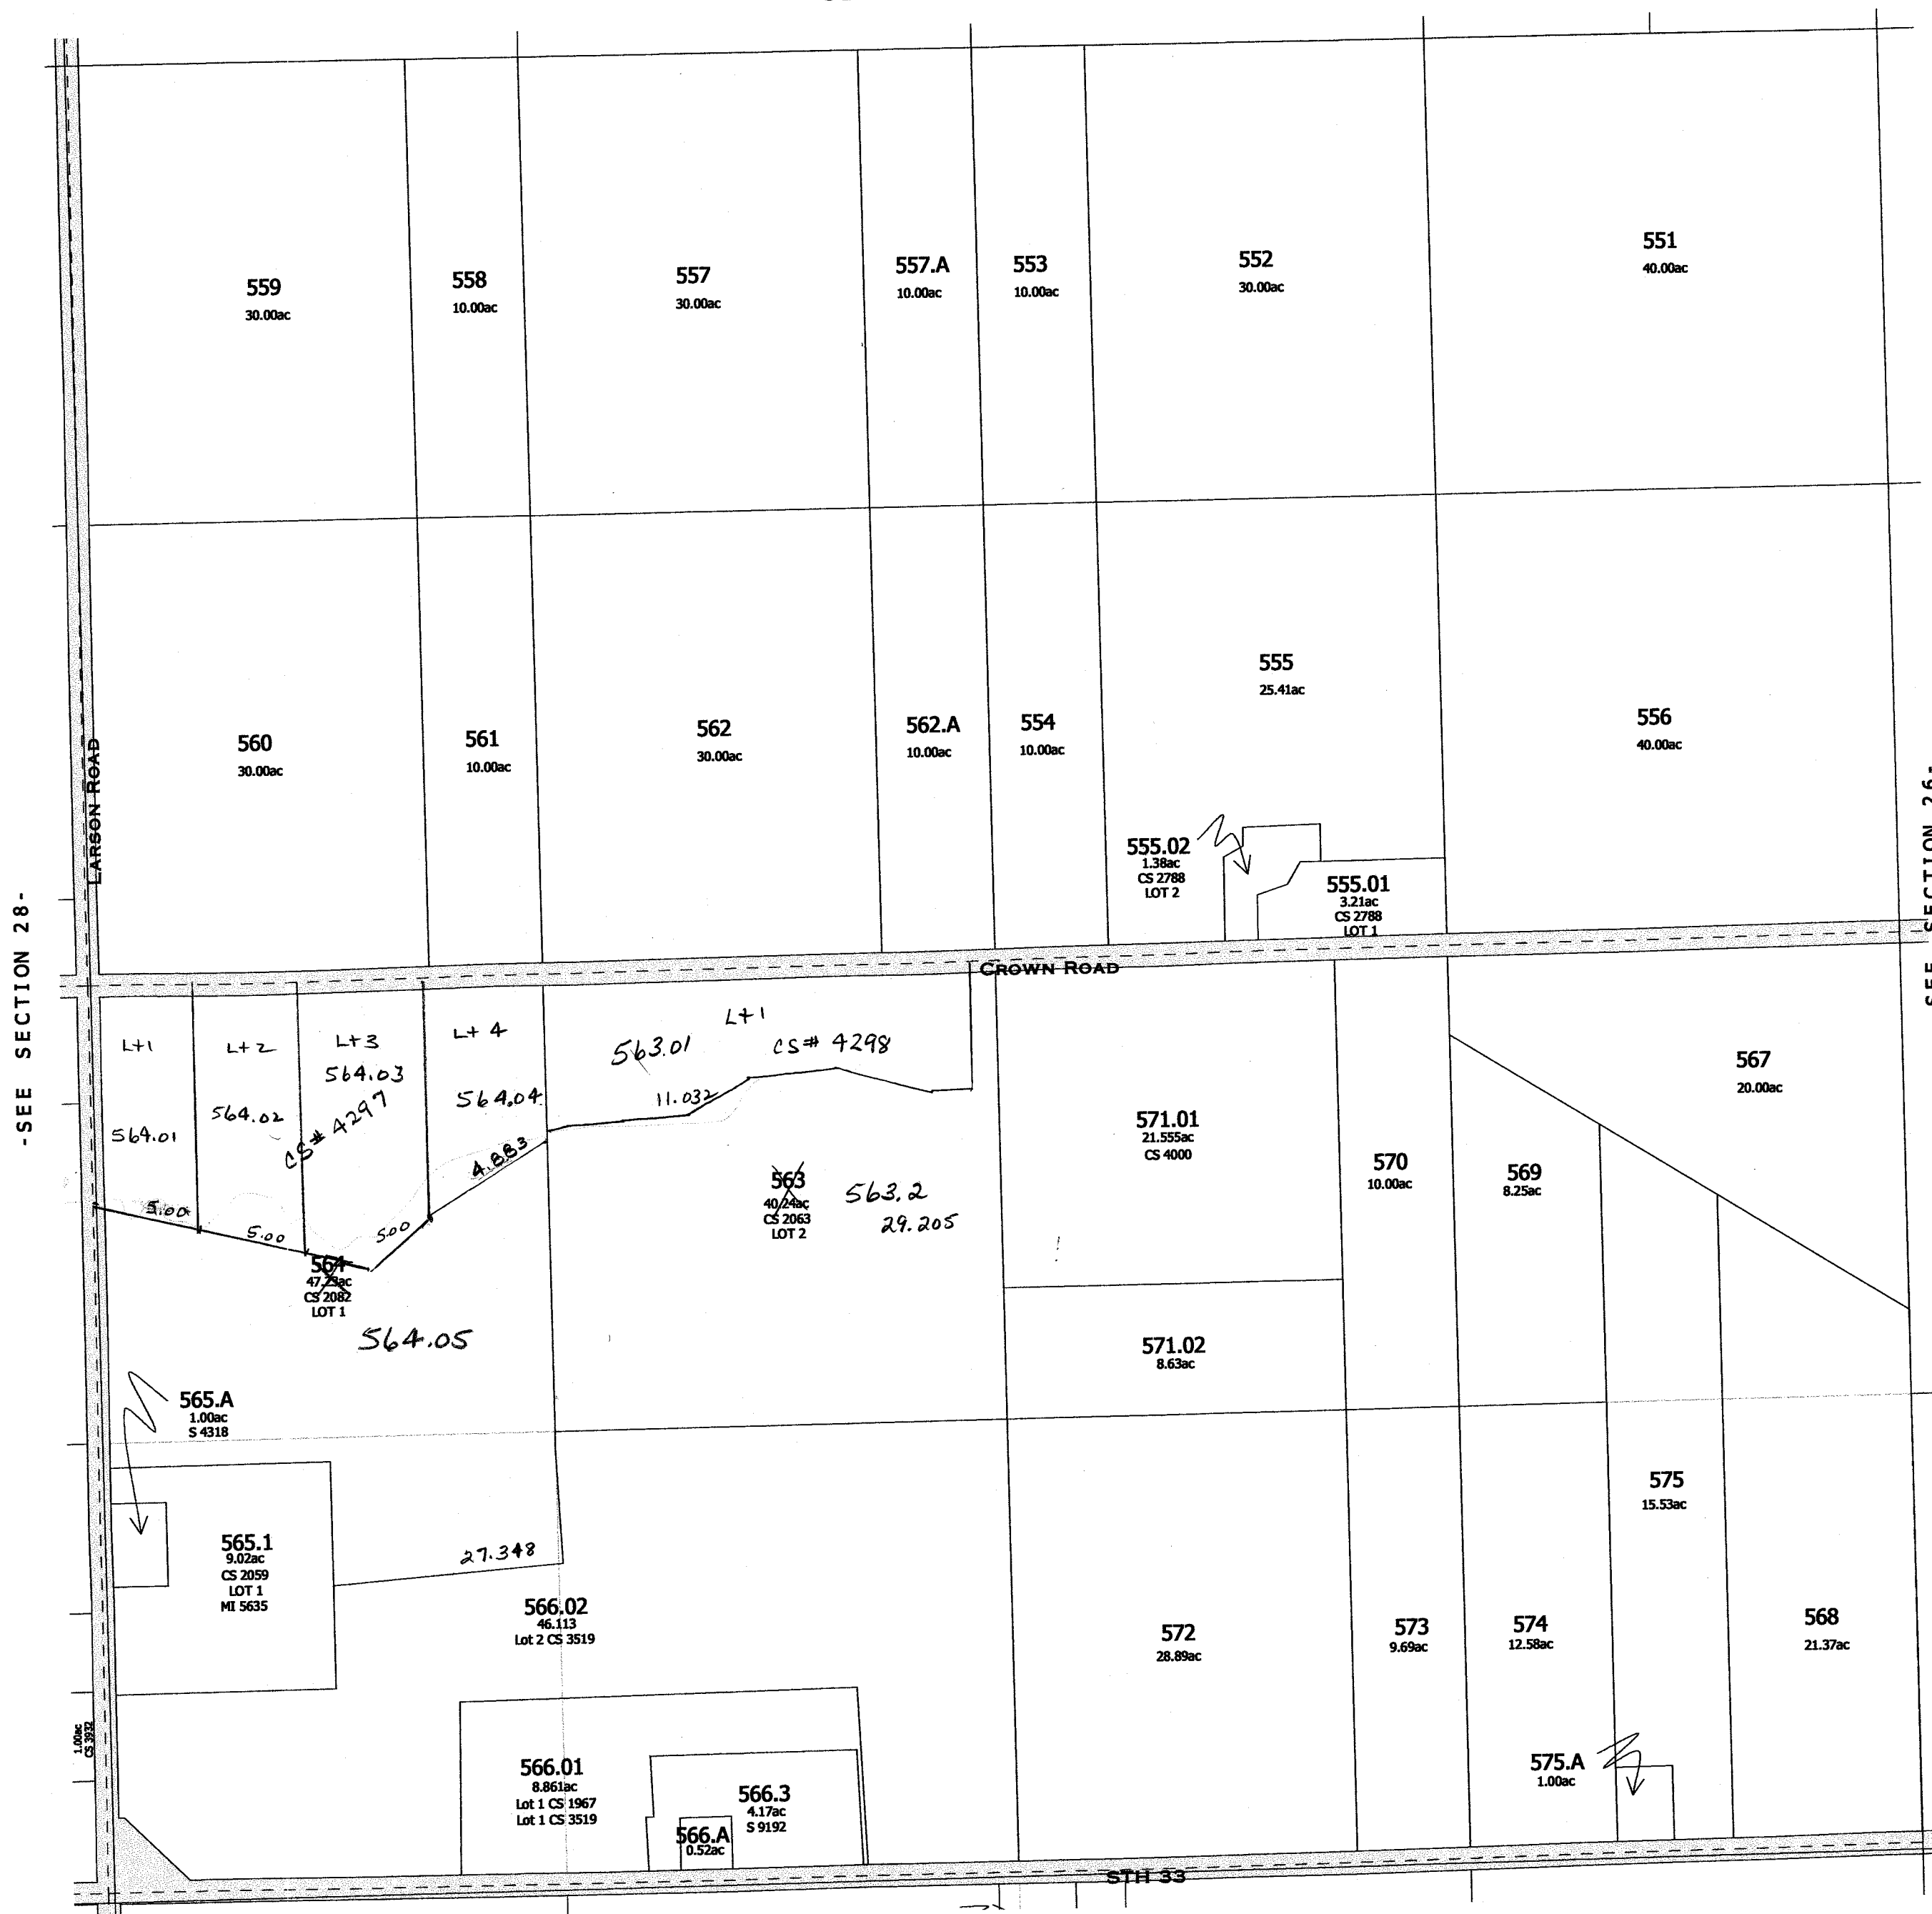 559
30.00ac
558
10.00ac
557
30.00ac
557.A
10.00ac
553
10.00ac
552
30.00ac
551
40.00ac
560
30.00ac
561
10.00ac
562
30.00ac
562.A
10.00ac
554
10.00ac
555
25.41ac
556
40.00ac
555.02
1.38ac
CS 2788
LOT 2
555.01
3.21ac
CS 2788
LOT 1
LARSON ROAD
-SEE SECTION 28-
SEE SECTION 26-
CROWN ROAD
Lt1
564.01
5.00
Lt2
564.02
5.00
Lt3
564.03
CS# 4297
5.00
Lt 4
564.04
4.883
Lt1
563.01
CS# 4298
11.032
563
40.24ac
CS 2063
LOT 2
563.2
29.205
564
47.23ac
CS 2082
LOT 1
564.05
27.348
571.01
21.555ac
CS 4000
571.02
8.63ac
570
10.00ac
569
8.25ac
567
20.00ac
565.A
1.00ac
S 4318
565.1
9.02ac
CS 2059
LOT 1
MI 5635
566.02
46.113
Lot 2 CS 3519
572
28.89ac
573
9.69ac
574
12.58ac
575
15.53ac
568
21.37ac
1.00ac
CS 3932
566.01
8.861ac
Lot 1 CS 1967
Lot 1 CS 3519
566.3
4.17ac
S 9192
566.A
0.52ac
575.A
1.00ac
STH 33